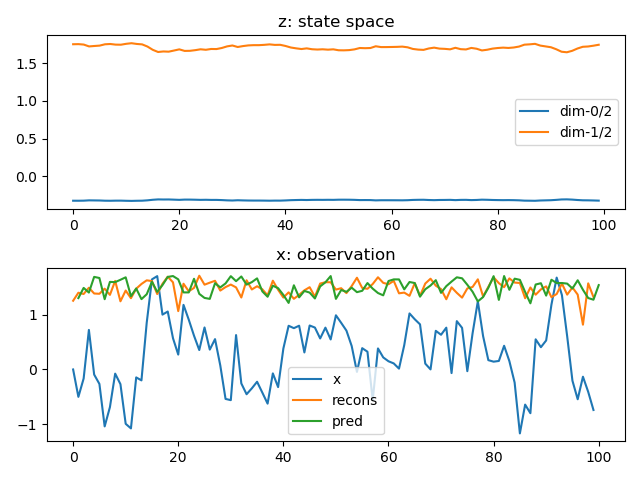 z: state space
1.5
1.0
0.5
0.0
dim-0/2
dim-1/2
0 20 40 60 80 100
x: observation
1
0
−1
x
recons
pred
0 20 40 60 80 100